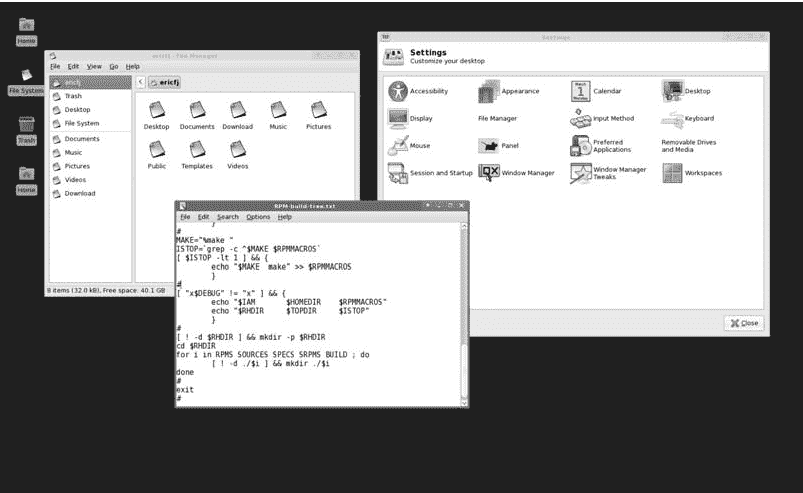 Home
File System
Trash
Home
ericfj - File Manager
File Edit View Go Help
ericfj
Trash
Desktop
File System
Documents
Music
Pictures
Videos
Download
ericfj
Desktop Documents Download Music Pictures
Public Templates Videos
8 items (32.0 kB), Free space: 40.1 GB
Settings
Settings
Customize your desktop
Accessibility Appearance Calendar Desktop
Display File Manager Input Method Keyboard
Mouse Panel Preferred Applications Removable Drives and Media
Session and Startup Window Manager Window Manager Tweaks Workspaces
Close
RPM-build-tree.txt
File Edit Search Options Help
}
#
MAKE="%make "
ISTOP=`grep -c ^$MAKE $RPMMACROS`
[ $ISTOP -lt 1 ] && {
echo "$MAKE make" >> $RPMMACROS
}
#
[ "x$DEBUG" != "x" ] && {
echo "$IAM $HOMEDIR $RPMMACROS"
echo "$RHDIR $TOPDIR $ISTOP"
}
#
[ ! -d $RHDIR ] && mkdir -p $RHDIR
cd $RHDIR
for i in RPMS SOURCES SPECS SRPMS BUILD ; do
[ ! -d ./$i ] && mkdir ./$i
done
#
exit
#